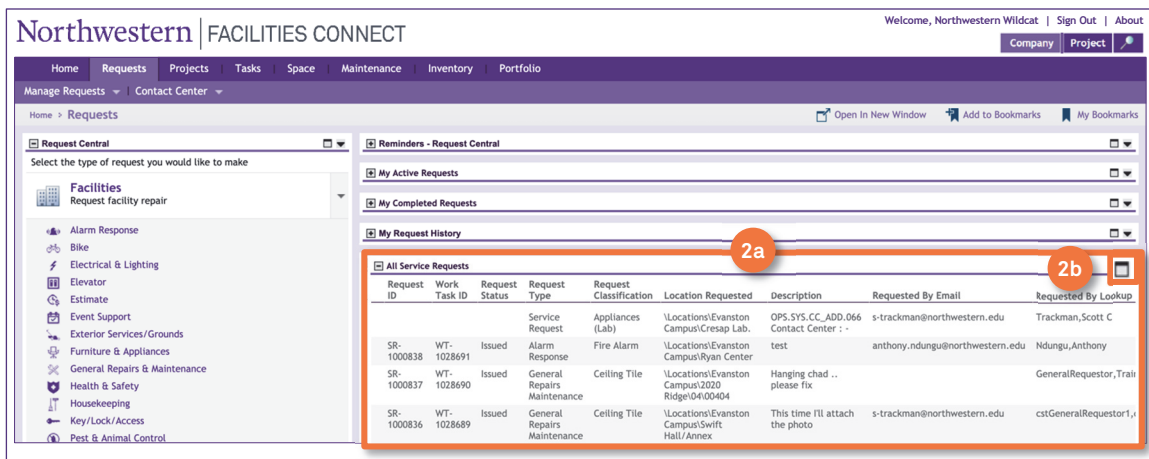 Northwestern | FACILITIES CONNECT
Welcome, Northwestern Wildcat | Sign Out | About
Company Project
Home Requests Projects Tasks Space Maintenance Inventory Portfolio
Manage Requests Contact Center
Home > Requests
Open In New Window Add to Bookmarks My Bookmarks
Request Central
Select the type of request you would like to make
Facilities
Request facility repair
Alarm Response
Bike
Electrical & Lighting
Elevator
Estimate
Event Support
Exterior Services/Grounds
Furniture & Appliances
General Repairs & Maintenance
Health & Safety
Housekeeping
Key/Lock/Access
Pest & Animal Control
Reminders - Request Central
My Active Requests
My Completed Requests
My Request History
2a
2b
All Service Requests
Request Work Request Request Request
ID Task ID Status Type Classification Location Requested Description Requested By Email Requested By Lookup
Service Appliances \Locations\Evanston OPS.SYS.CC_ADD.066 s-trackman@northwestern.edu Trackman,Scott C
Request (Lab) Campus\Cresap Lab. Contact Center : -
SR- WT- Issued Alarm Fire Alarm \Locations\Evanston test anthony.ndungu@northwestern.edu Ndungu,Anthony
1000838 1028691 Response Campus\Ryan Center
SR- WT- Issued General Ceiling Tile \Locations\Evanston Hanging chad .. GeneralRequestor,Train
1000837 1028690 Repairs Campus\2020 please fix
Maintenance Ridge\04\00404
SR- WT- Issued General Ceiling Tile \Locations\Evanston This time I'll attach s-trackman@northwestern.edu cstGeneralRequestor1,
1000836 1028689 Repairs Campus\Swift the photo
Maintenance Hall/Annex